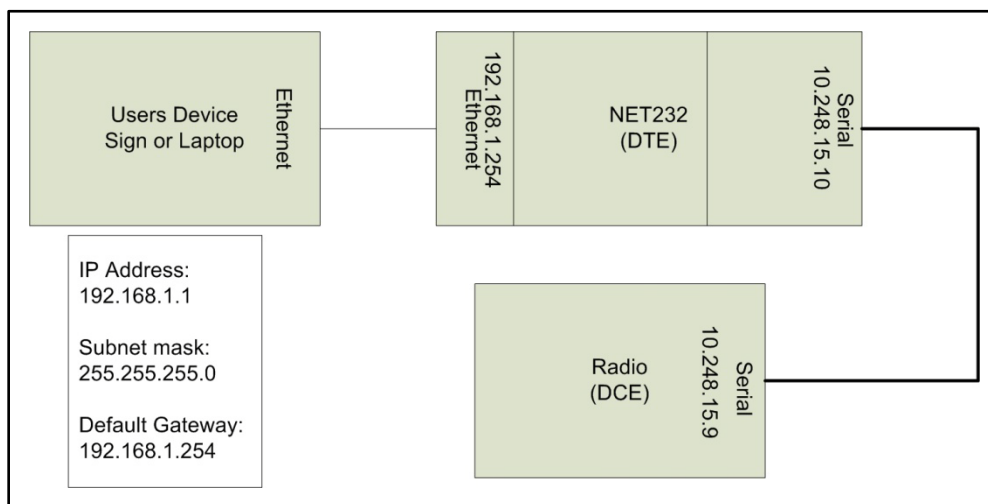 Users Device
Sign or Laptop
Ethernet
192.168.1.254
Ethernet
NET232
(DTE)
Serial
10.248.15.10
IP Address:
192.168.1.1
Subnet mask:
255.255.255.0
Default Gateway:
192.168.1.254
Radio
(DCE)
Serial
10.248.15.9